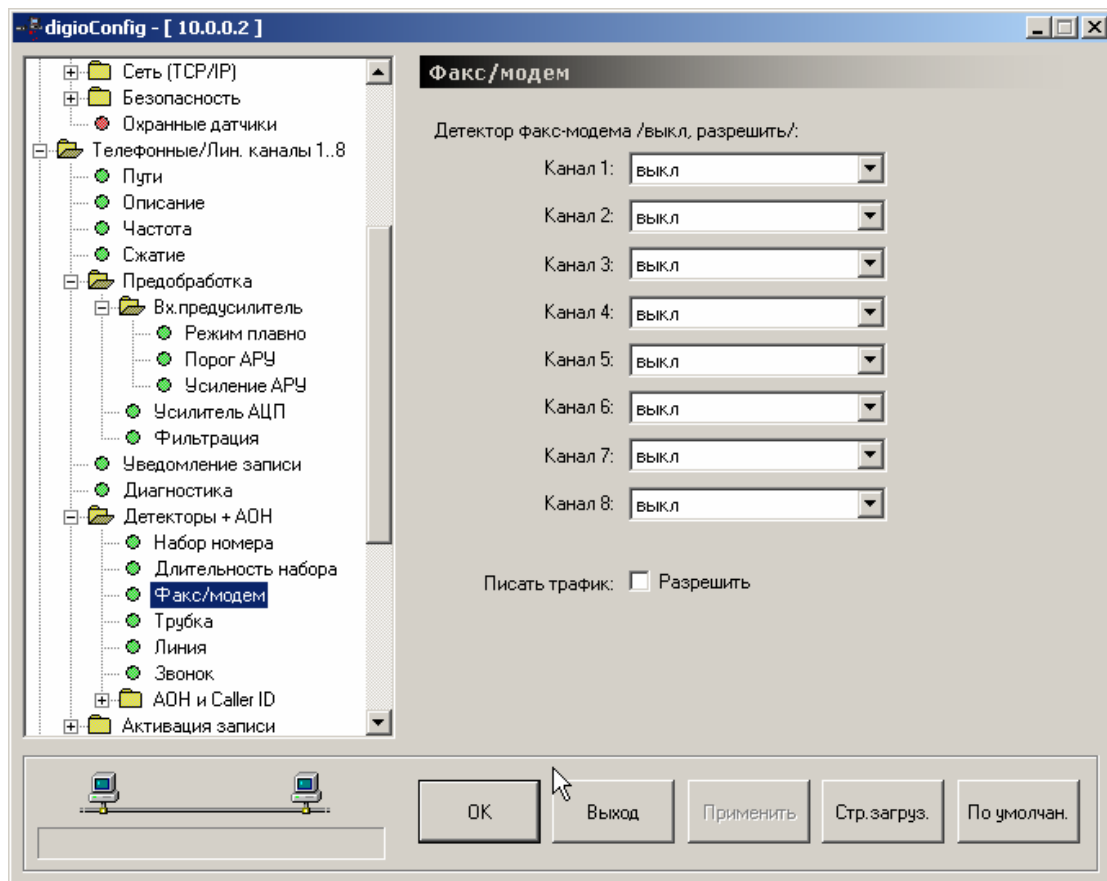 digioConfig - [ 10.0.0.2 ]
Сеть (TCP/IP)
Безопасность
Охранные датчики
Телефонные/Лин. каналы 1..8
Пути
Описание
Частота
Сжатие
Предобработка
Вх.предусилитель
Режим плавно
Порог АРУ
Усиление АРУ
Усилитель АЦП
Фильтрация
Уведомление записи
Диагностика
Детекторы + АОН
Набор номера
Длительность набора
Факс/модем
Трубка
Линия
Звонок
АОН и Caller ID
Активация записи
Факс/модем
Детектор факс-модема /выкл, разрешить/:
Канал 1: выкл
Канал 2: выкл
Канал 3: выкл
Канал 4: выкл
Канал 5: выкл
Канал 6: выкл
Канал 7: выкл
Канал 8: выкл
Писать трафик: Разрешить
OK Выход Применить Стр.загруз. По умолчан.